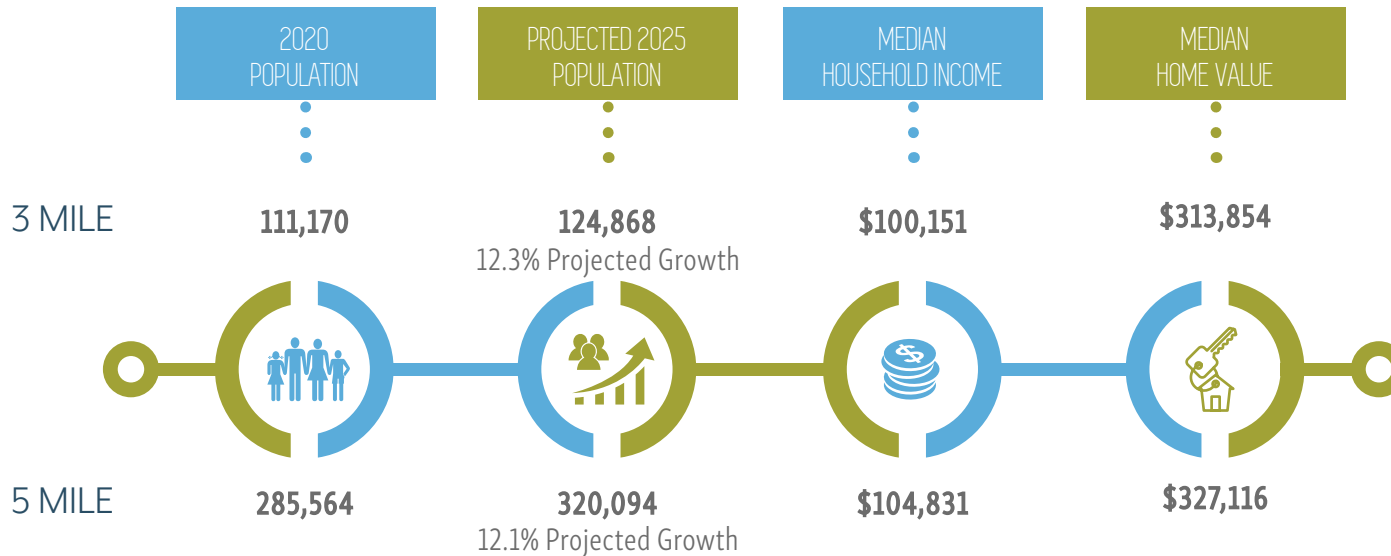 2020
POPULATION
PROJECTED 2025
POPULATION
MEDIAN
HOUSEHOLD INCOME
MEDIAN
HOME VALUE
3 MILE
111,170
124,868
12.3% Projected Growth
$100,151
$313,854
$
5 MILE
285,564
320,094
12.1% Projected Growth
$104,831
$327,116